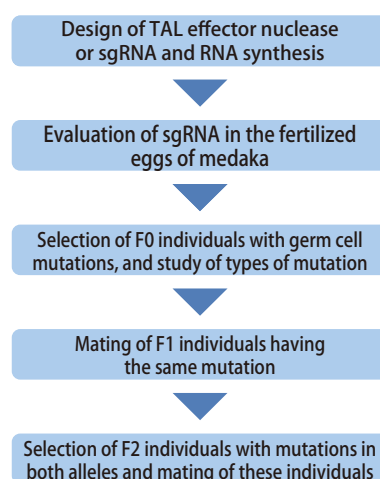 Design of TAL effector nuclease
or sgRNA and RNA synthesis
Evaluation of sgRNA in the fertilized
eggs of medaka
Selection of F0 individuals with germ cell
mutations, and study of types of mutation
Mating of F1 individuals having
the same mutation
Selection of F2 individuals with mutations in
both alleles and mating of these individuals